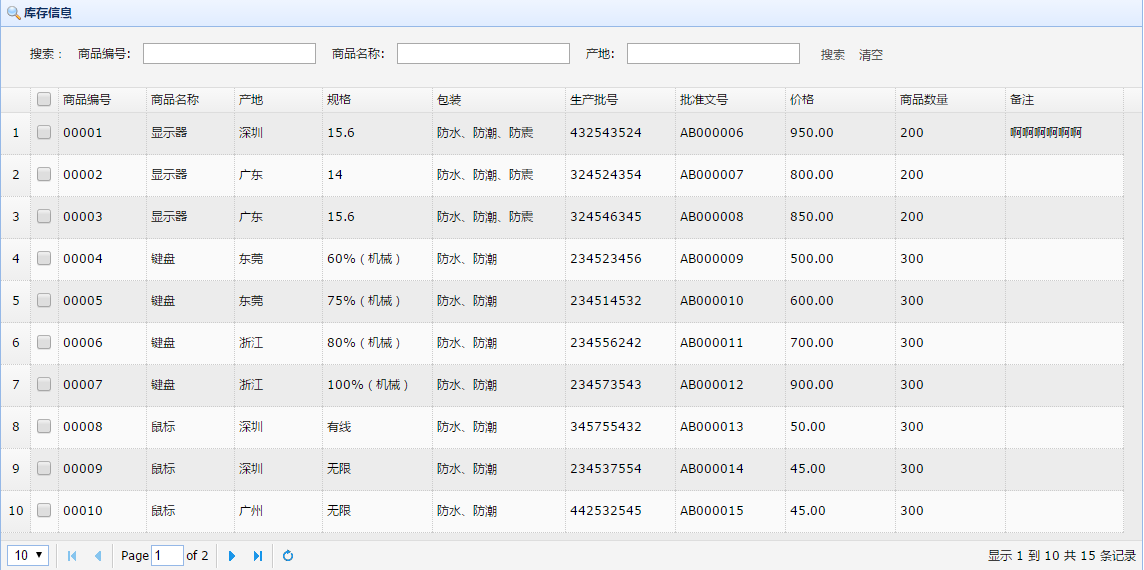 库存信息
搜索： 商品编号: 商品名称: 产地: 搜索 清空
商品编号 商品名称 产地 规格 包装 生产批号 批准文号 价格 商品数量 备注
1 00001 显示器 深圳 15.6 防水、防潮、防震 432543524 AB000006 950.00 200 啊啊啊啊啊啊
2 00002 显示器 广东 14 防水、防潮、防震 324524354 AB000007 800.00 200
3 00003 显示器 广东 15.6 防水、防潮、防震 324546345 AB000008 850.00 200
4 00004 键盘 东莞 60%（机械） 防水、防潮 234523456 AB000009 500.00 300
5 00005 键盘 东莞 75%（机械） 防水、防潮 234514532 AB000010 600.00 300
6 00006 键盘 浙江 80%（机械） 防水、防潮 234556242 AB000011 700.00 300
7 00007 键盘 浙江 100%（机械） 防水、防潮 234573543 AB000012 900.00 300
8 00008 鼠标 深圳 有线 防水、防潮 345755432 AB000013 50.00 300
9 00009 鼠标 深圳 无限 防水、防潮 234537554 AB000014 45.00 300
10 00010 鼠标 广州 无限 防水、防潮 442532545 AB000015 45.00 300
10 Page 1 of 2 显示 1 到 10 共 15 条记录